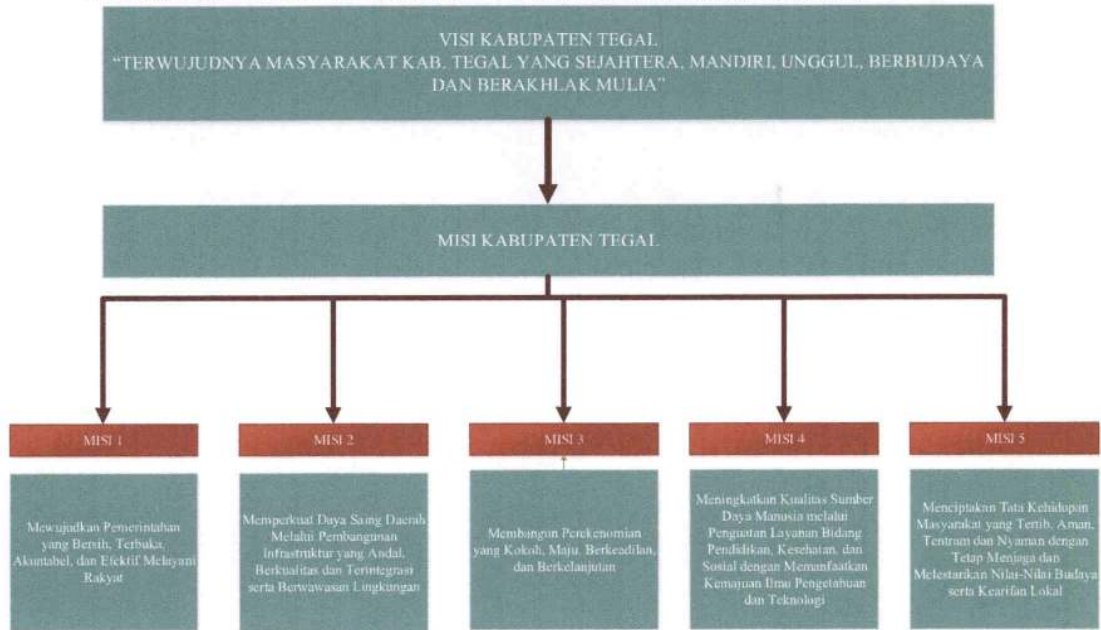 VISI KABUPATEN TEGAL
“TERWUJUDNYA MASYARAKAT KAB. TEGAL YANG SEJAHTERA, MANDIRI, UNGGUL, BERBUDAYA
DAN BERAKHLAK MULIA”
MISI KABUPATEN TEGAL
MISI 1
Mewujudkan Pemerintahan
yang Bersih, Terbuka,
Akuntabel, dan Efektif Melayani
Rakyat
MISI 2
Memperkuat Daya Saing Daerah
Melalui Pembangunan
Infrastruktur yang Andal,
Berkualitas dan Terintegrasi
serta Berwawasan Lingkungan
MISI 3
Membangun Perekenomian
yang Kokoh, Maju, Berkeadilan,
dan Berkelanjutan
MISI 4
Meningkatkan Kualitas Sumber
Daya Manusia melalui
Penguatan Layanan Bidang
Pendidikan, Kesehatan, dan
Sosial dengan Memanfaatkan
Kemajuan Ilmu Pengetahuan
dan Teknologi
MISI 5
Menciptakan Tata Kehidupan
Masyarakat yang Tertib, Aman,
Tentram dan Nyaman dengan
Tetap Menjaga dan
Melestarikan Nilai-Nilai Budaya
serta Kearifan Lokal